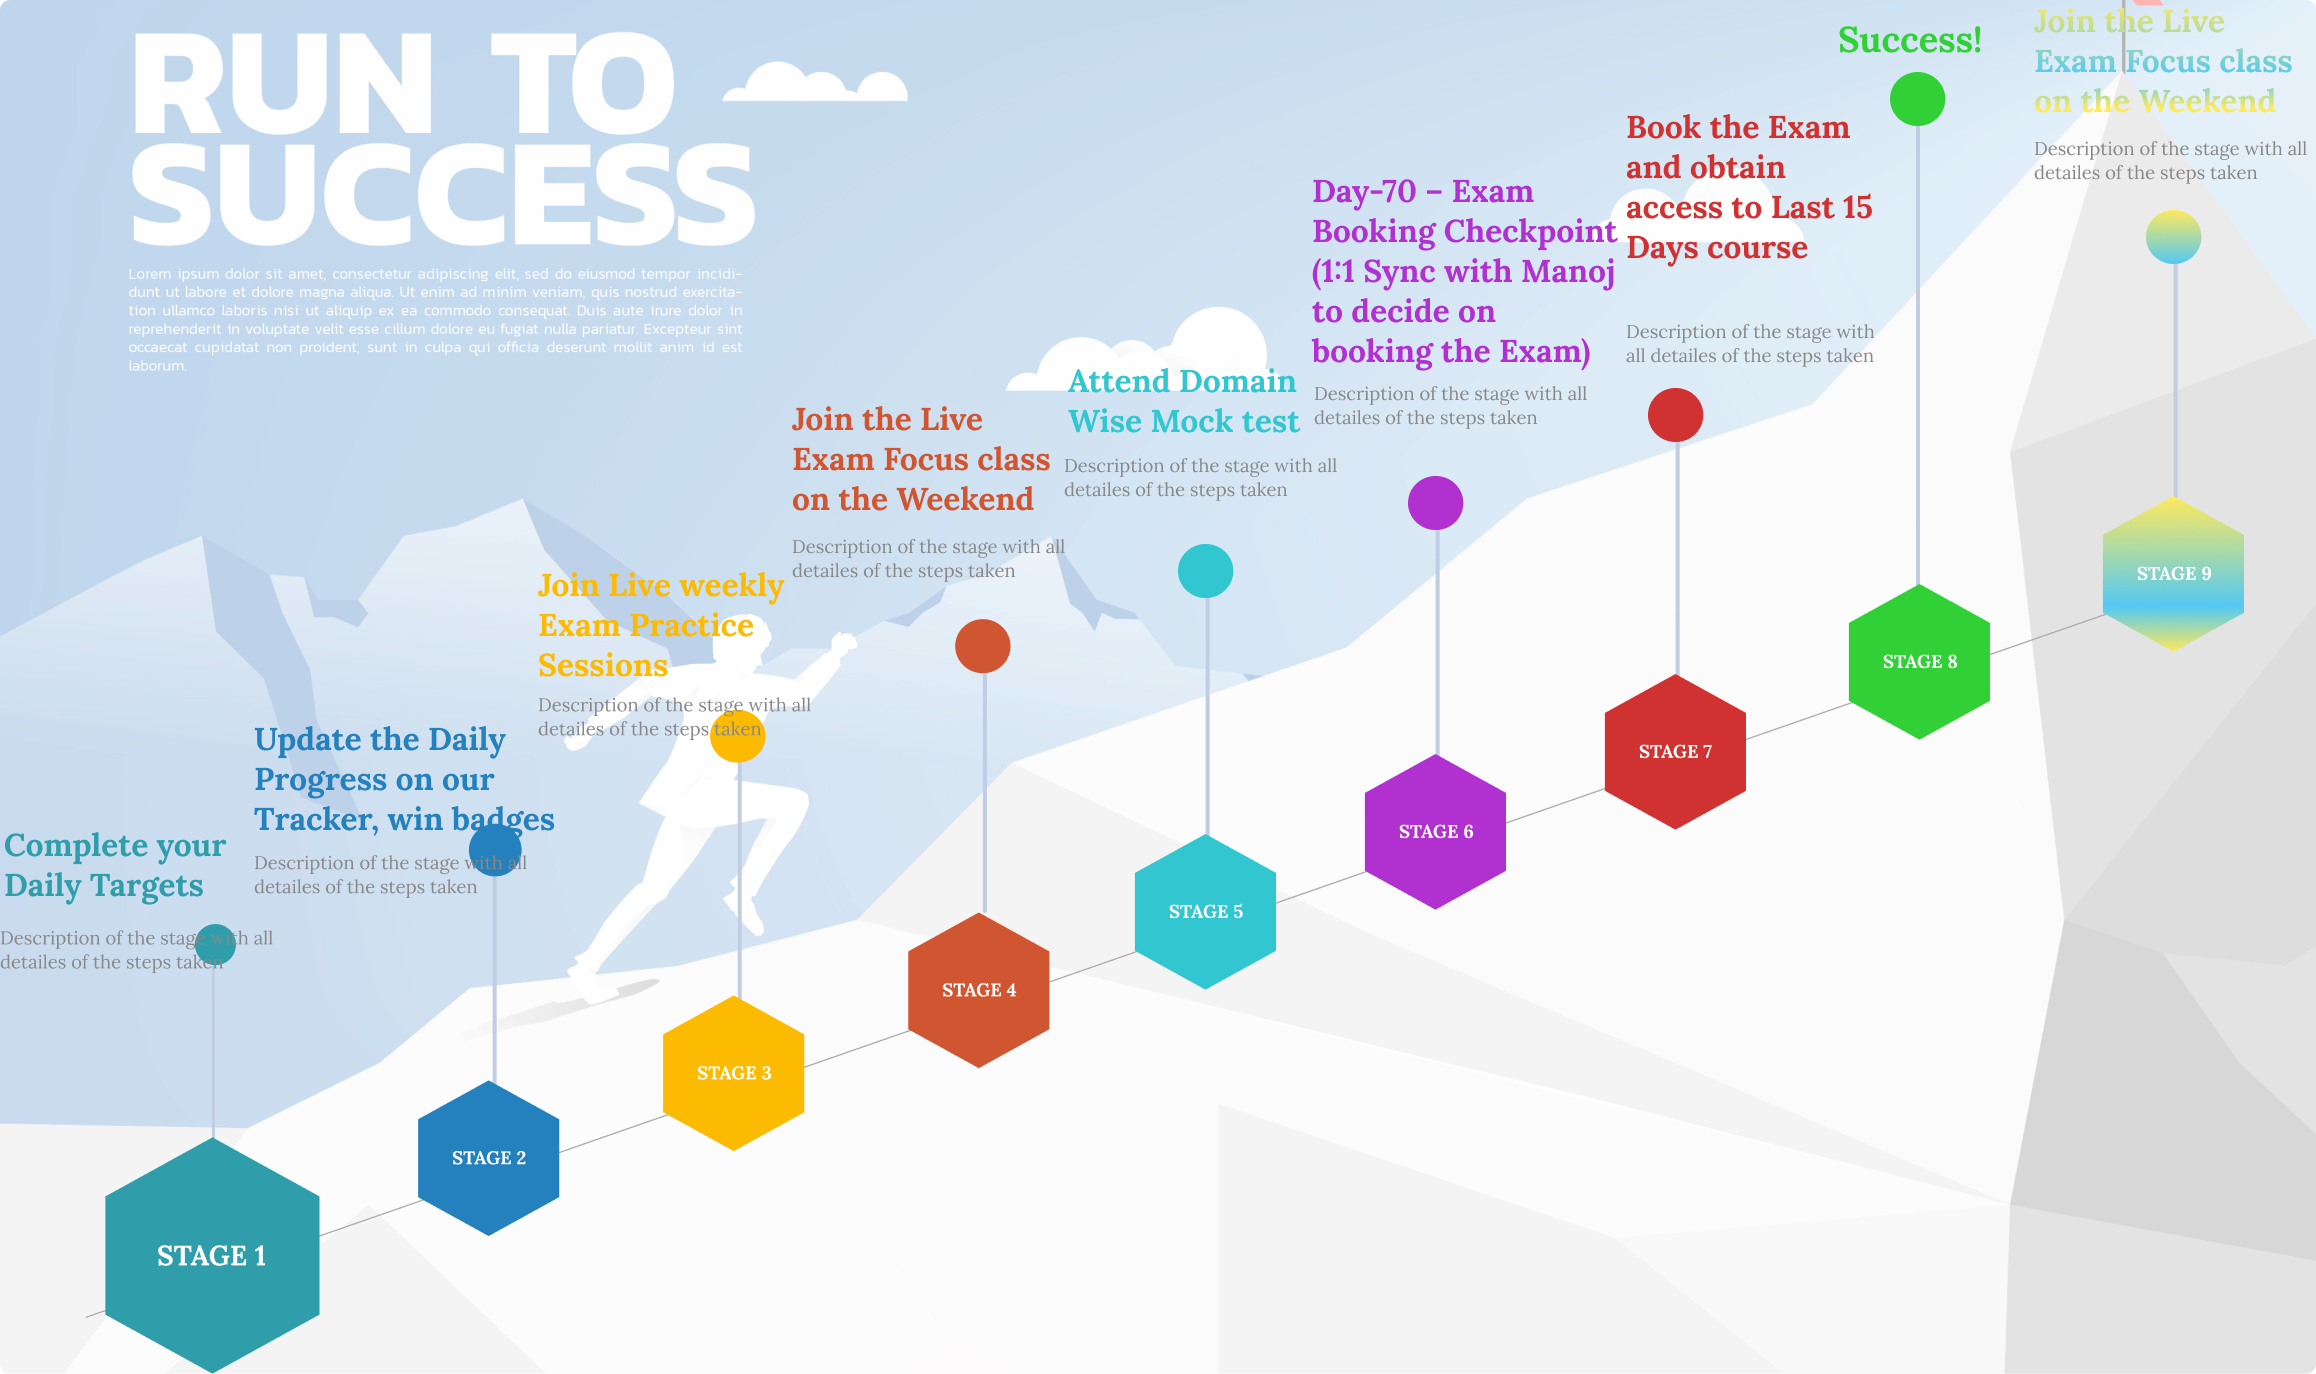 RUN TO
SUCCESS
Lorem ipsum dolor sit amet, consectetur adipiscing elit, sed do eiusmod tempor incidi-
dunt ut labore et dolore magna aliqua. Ut enim ad minim veniam, quis nostrud exercita-
tion ullamco laboris nisi ut aliquip ex ea commodo consequat. Duis aute irure dolor in
reprehenderit in voluptate velit esse cillum dolore eu fugiat nulla pariatur. Excepteur sint
occaecat cupidatat non proident, sunt in culpa qui officia deserunt mollit anim id est
laborum.
Complete your
Daily Targets
Description of the stage with all
detailes of the steps taken
STAGE 1
Update the Daily
Progress on our
Tracker, win badges
Description of the stage with all
detailes of the steps taken
STAGE 2
Join Live weekly
Exam Practice
Sessions
Description of the stage with all
detailes of the steps taken
STAGE 3
Join the Live
Exam Focus class
on the Weekend
Description of the stage with all
detailes of the steps taken
STAGE 4
Attend Domain
Wise Mock test
Description of the stage with all
detailes of the steps taken
STAGE 5
Day-70 – Exam
Booking Checkpoint
(1:1 Sync with Manoj
to decide on
booking the Exam)
Description of the stage with all
detailes of the steps taken
STAGE 6
Book the Exam
and obtain
access to Last 15
Days course
Description of the stage with
all detailes of the steps taken
STAGE 7
Success!
STAGE 8
Join the Live
Exam Focus class
on the Weekend
Description of the stage with all
detailes of the steps taken
STAGE 9